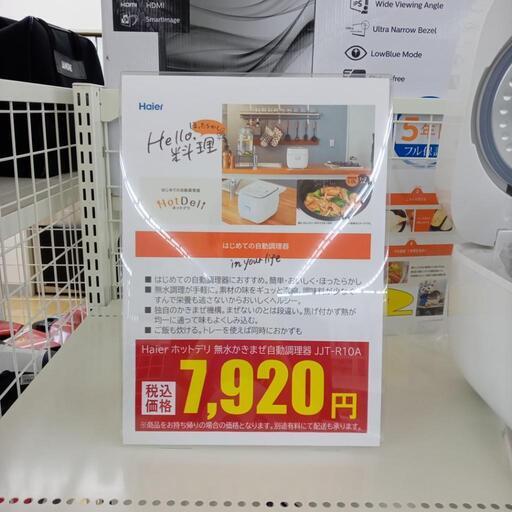 HDMI
HDMI
SmartImage
Wide Viewing Angle
Ultra Narrow Bezel
LowBlue Mode
5年
フル保
Haier
Hello,
ほったらかし
料理
はじめての自動調理器
HotDeli
ホットデリ
はじめての自動調理器
in your life
■ はじめての自動調理器におすすめ。簡単・おいしく・ほったらかし
■ 無水調理が手軽に。素材の味をギュッと
すんで栄養も逃さないからおいしくヘルシー。
■ 独自のかきまぜ機構。まぜないのとは段違い。焦げ付かず熱が
均一に通って味もよくしみ込む。
■ ご飯も炊ける。トレーを使えば同時におかずも
Haier ホットデリ 無水かきまぜ自動調理器 JJT-R10A
税込
価格
7,920円
※商品をお持ち帰りの場合の価格となります。別途有料にて配送も承ります。